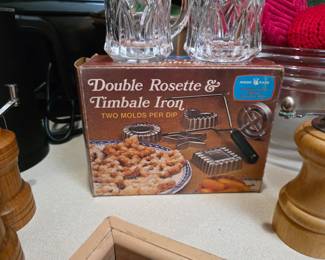 Double Rosette &
Timbale Iron
TWO MOLDS PER DIP